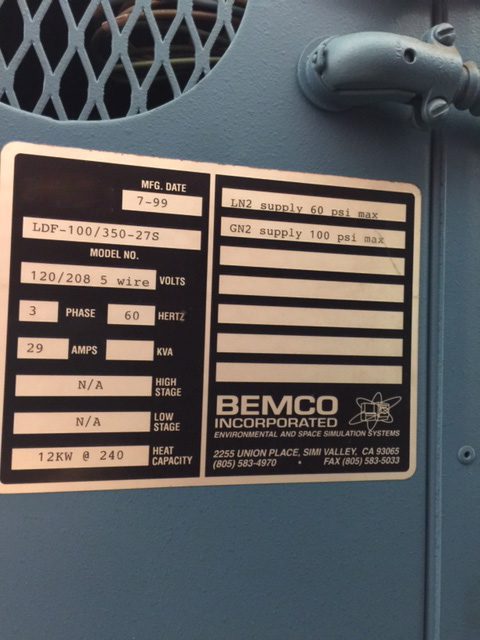 MFG. DATE
7-99
LDF-100/350-27S
MODEL NO.
120/208 5 wire VOLTS
3 PHASE 60 HERTZ
29 AMPS KVA
N/A HIGH STAGE
N/A LOW STAGE
12KW @ 240 HEAT CAPACITY
LN2 supply 60 psi max
GN2 supply 100 psi max
BEMCO
INCORPORATED
ENVIRONMENTAL AND SPACE SIMULATION SYSTEMS
2255 UNION PLACE, SIMI VALLEY, CA 93065
(805) 583-4970 • FAX (805) 583-5033